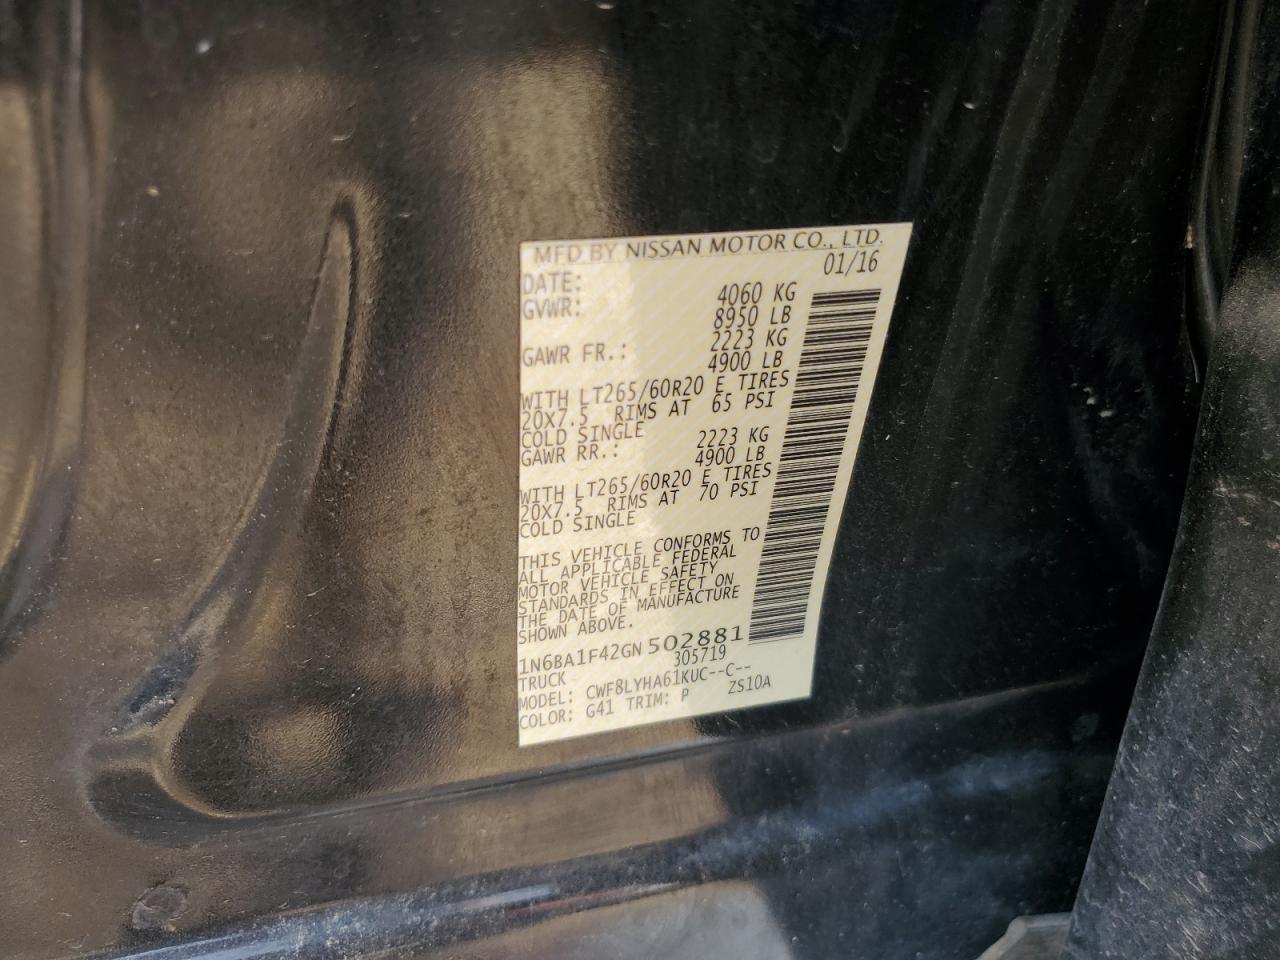 MFD BY NISSAN MOTOR CO., LTD.
DATE: 01/16
GVWR: 4060 KG
8950 LB
GAWR FR.: 2223 KG
4900 LB
WITH LT265/60R20 E TIRES
20X7.5 RIMS AT 65 PSI
COLD SINGLE
GAWR RR.: 2223 KG
4900 LB
WITH LT265/60R20 E TIRES
20X7.5 RIMS AT 70 PSI
COLD SINGLE
THIS VEHICLE CONFORMS TO
ALL APPLICABLE FEDERAL
MOTOR VEHICLE SAFETY
STANDARDS IN EFFECT ON
THE DATE OF MANUFACTURE
SHOWN ABOVE.
1N6BA1F42GN502881
TRUCK 305719
MODEL: CWF8LYHA61KUC--C--
COLOR: G41 TRIM: P ZS10A